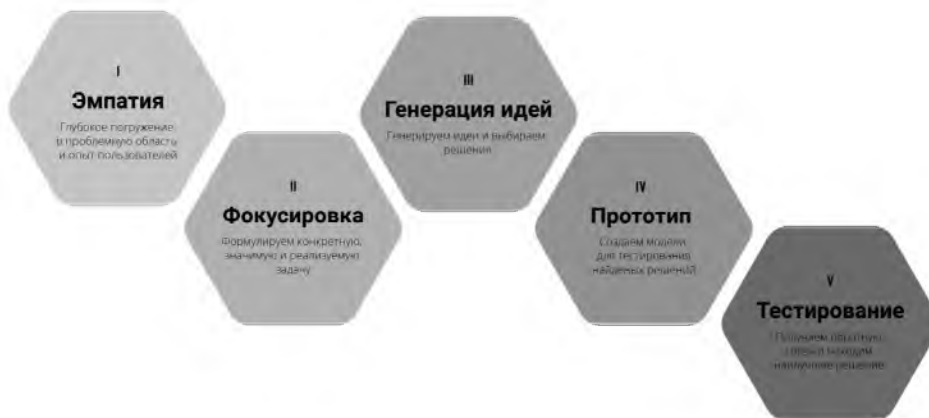 I
Эмпатия
Глубокое погружение
в проблемную область
и опыт пользователей
II
Фокусировка
Формулируем конкретную,
значимую и реализуемую
задачу
III
Генерация идей
Генерируем идеи и выбираем
решения
IV
Прототип
Создаем модели
для тестирования
найденых решений
V
Тестирование
Получаем обратную
связь и находим
наилучшее решение